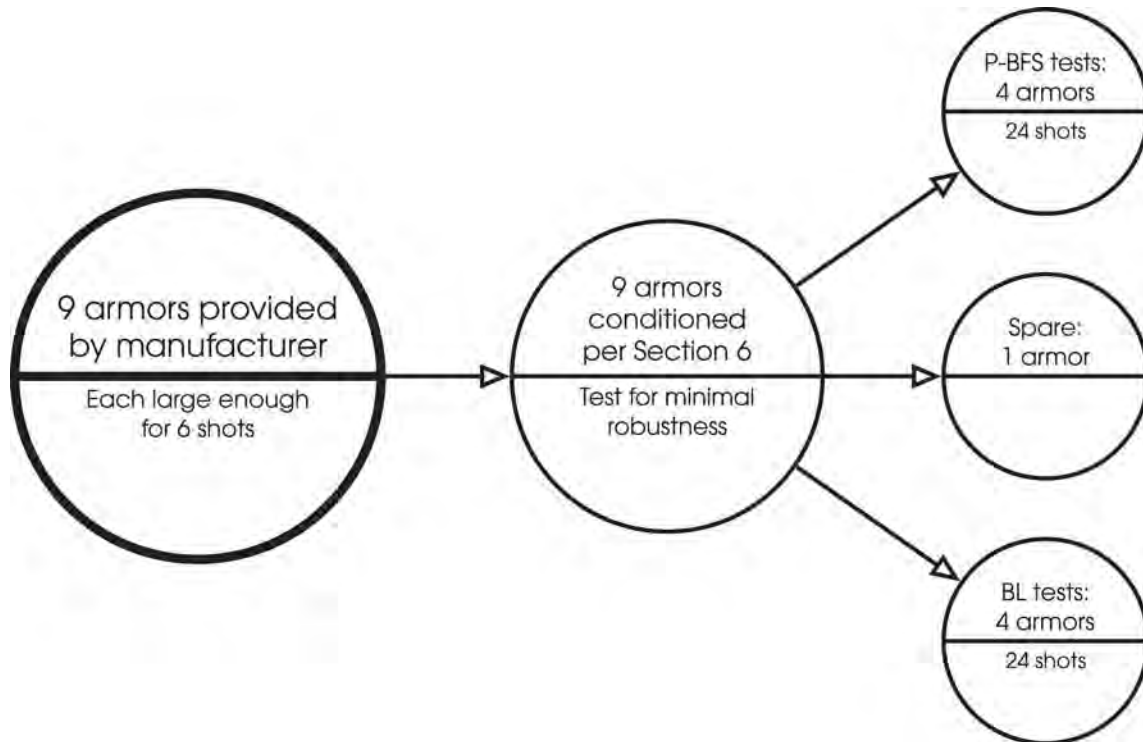 9 armors provided
by manufacturer
Each large enough
for 6 shots
9 armors
conditioned
per Section 6
Test for minimal
robustness
P-BFS tests:
4 armors
24 shots
Spare:
1 armor
BL tests:
4 armors
24 shots